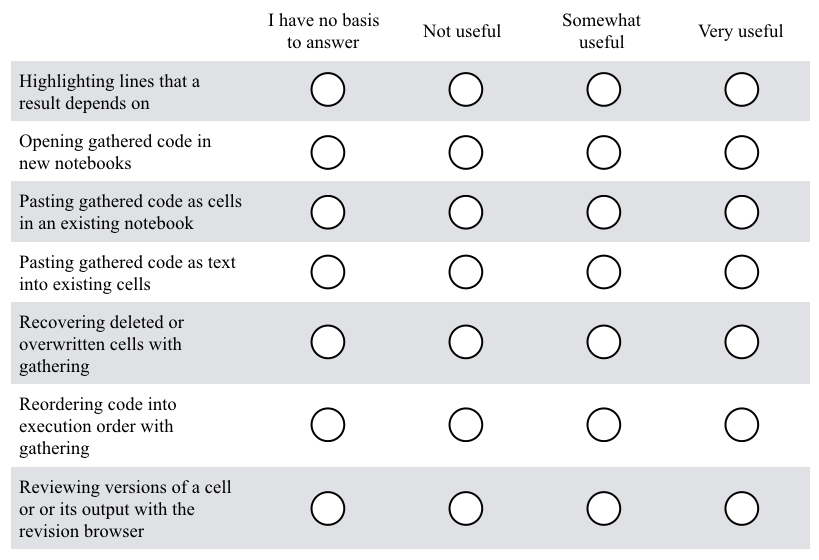 I have no basis
to answer
Not useful
Somewhat
useful
Very useful
Highlighting lines that a
result depends on
Opening gathered code in
new notebooks
Pasting gathered code as cells
in an existing notebook
Pasting gathered code as text
into existing cells
Recovering deleted or
overwritten cells with
gathering
Reordering code into
execution order with
gathering
Reviewing versions of a cell
or or its output with the
revision browser